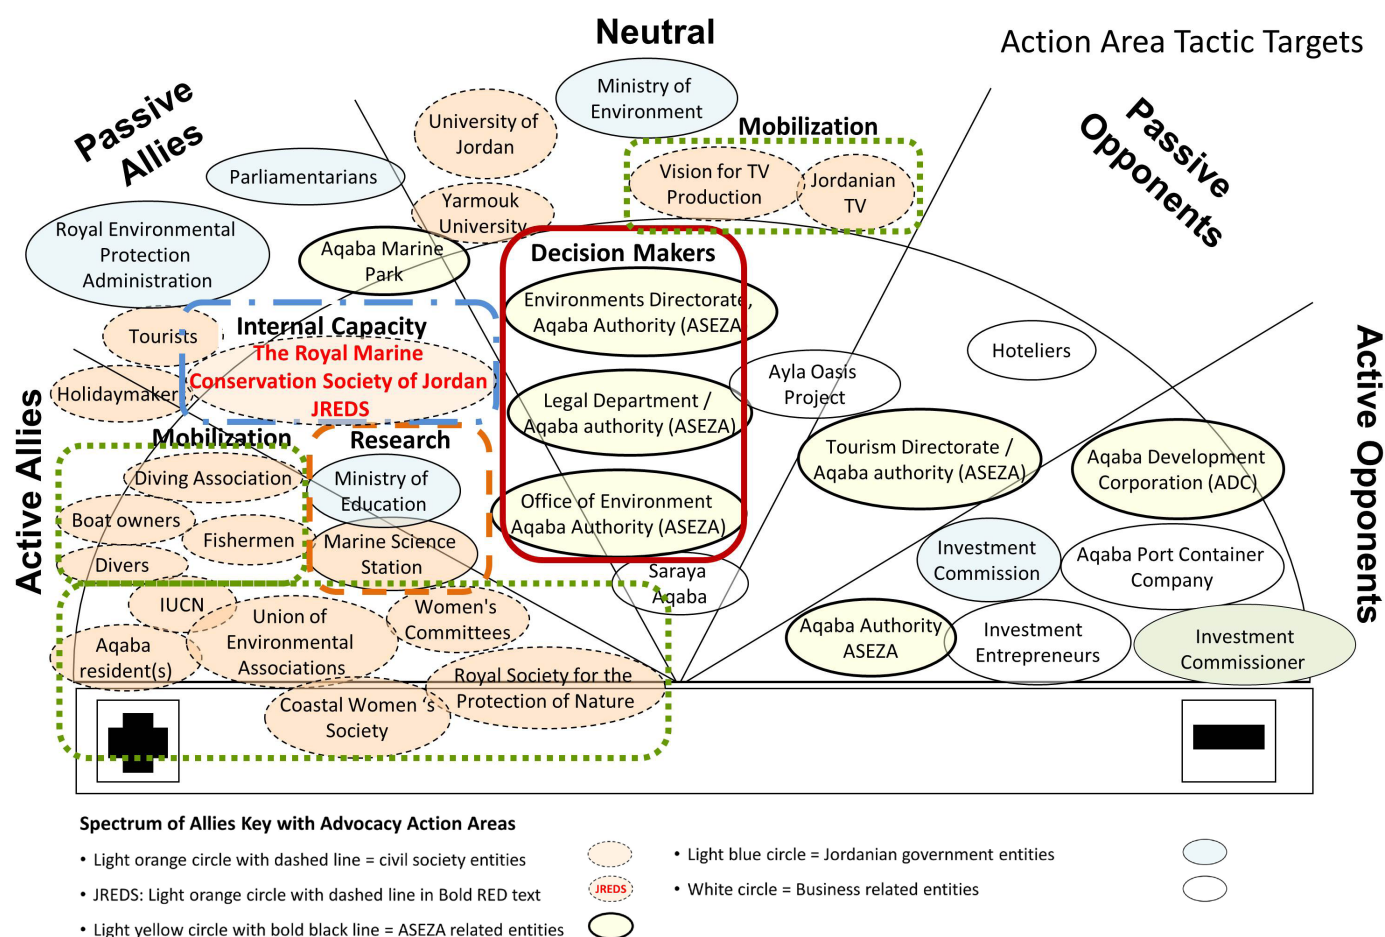 Neutral
Action Area Tactic Targets
Passive
Allies
Passive
Opponents
Active Allies
Active Opponents
Ministry of
Environment
University of
Jordan
Mobilization
Vision for TV
Production
Jordanian
TV
Parliamentarians
Yarmouk
University
Royal Environmental
Protection
Administration
Aqaba Marine
Park
Decision Makers
Environments Directorate,
Aqaba Authority (ASEZA)
Legal Department /
Aqaba authority (ASEZA)
Office of Environment
Aqaba Authority (ASEZA)
Tourists
Holidaymaker
Internal Capacity
The Royal Marine
Conservation Society of Jordan
JREDS
Hoteliers
Ayla Oasis
Project
Tourism Directorate /
Aqaba authority (ASEZA)
Aqaba Development
Corporation (ADC)
Mobilization
Diving Association
Boat owners
Fishermen
Divers
Research
Ministry of
Education
Marine Science
Station
Saraya
Aqaba
Investment
Commission
Aqaba Port Container
Company
IUCN
Union of
Environmental
Associations
Women's
Committees
Aqaba
resident(s)
Royal Society for the
Protection of Nature
Coastal Women 's
Society
Aqaba Authority
ASEZA
Investment
Entrepreneurs
Investment
Commissioner
Spectrum of Allies Key with Advocacy Action Areas
• Light orange circle with dashed line = civil society entities
• JREDS: Light orange circle with dashed line in Bold RED text
JREDS
• Light yellow circle with bold black line = ASEZA related entities
• Light blue circle = Jordanian government entities
• White circle = Business related entities